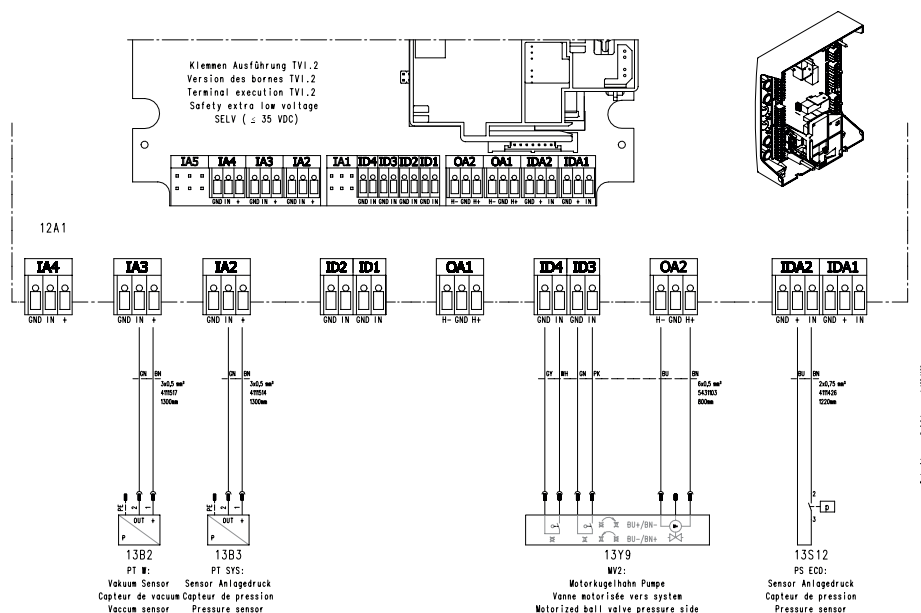 Klemmen Ausführung TVI.2
Version des bornes TVI.2
Terminal execution TVI.2
Safety extra low voltage
SELV ( ≤ 35 VDC)
IA5 IA4 IA3 IA2 IA1 ID4 ID3 ID2 ID1 OA2 OA1 IDA2 IDA1
GND IN + GND IN + GND IN + GND IN GND IN GND IN GND IN H- GND H+ H- GND H+ GND + IN GND + IN
12A1
IA4 IA3 IA2 ID2 ID1 OA1 ID4 ID3 OA2 IDA2 IDA1
GND IN + GND IN + GND IN + GND IN GND IN H- GND H+ GND IN GND IN H- GND H+ GND + IN GND + IN
GN BN GN BN GY WH GN PK BU BN BU BN
3x0,5 mm² 3x0,5 mm² 6x0,5 mm² 2x0,75 mm²
4111517 4111514 5431103 4111426
1300mm 1300mm 800mm 1220mm
PE 2 1 PE 2 1 2
OUT + OUT + BU+/BN- P
P P BU-/BN+ 3
13B2 13B3 13Y9 13S12
PT W: PT SYS: MV2: PS ECO:
Vakuum Sensor Sensor Anlagedruck Motorkugelhahn Pumpe Sensor Anlagedruck
Capteur de vacuum Capteur de pression Vanne motorisée vers system Capteur de pression
Vaccum sensor Pressure sensor Motorized ball valve pressure side Pressure sensor